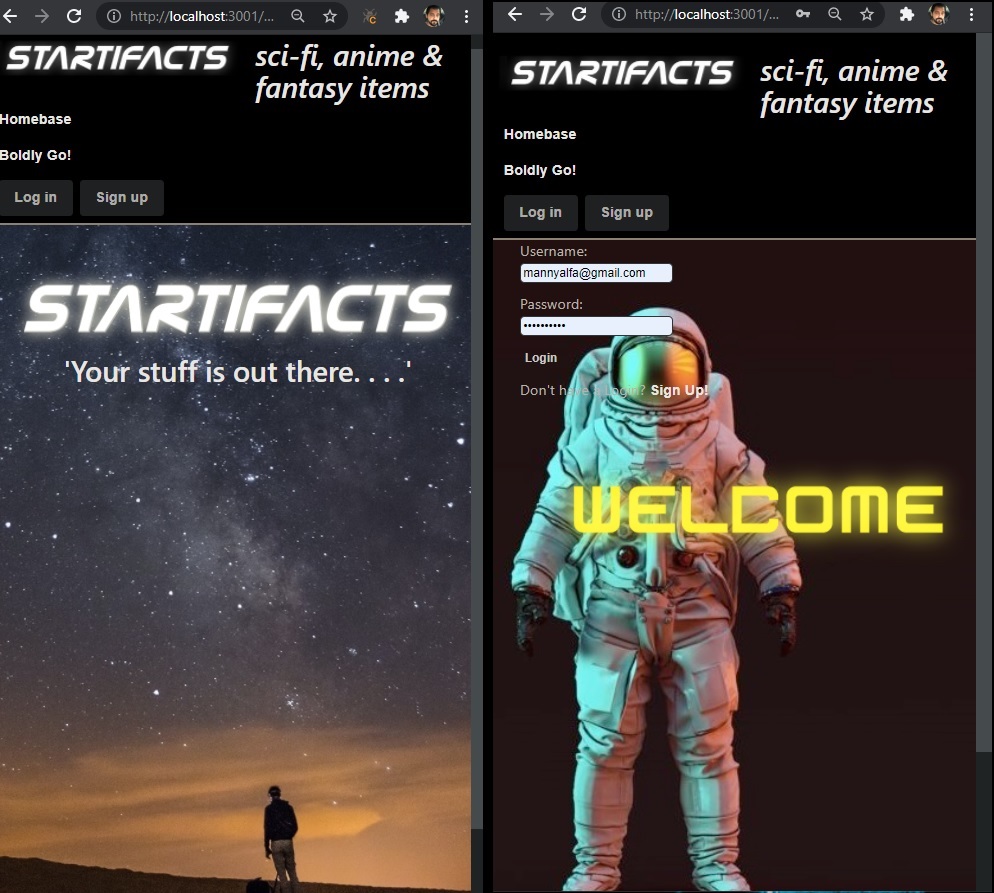 http://localhost:3001/...
STARTIFACTS
sci-fi, anime &
fantasy items
Homebase
Boldly Go!
Log in
Sign up
STARTIFACTS
'Your stuff is out there. . . .'
http://localhost:3001/...
STARTIFACTS
sci-fi, anime &
fantasy items
Homebase
Boldly Go!
Log in
Sign up
Username:
mannyalfa@gmail.com
Password:
••••••••••
Login
Don't have a Login? Sign Up!
WELCOME